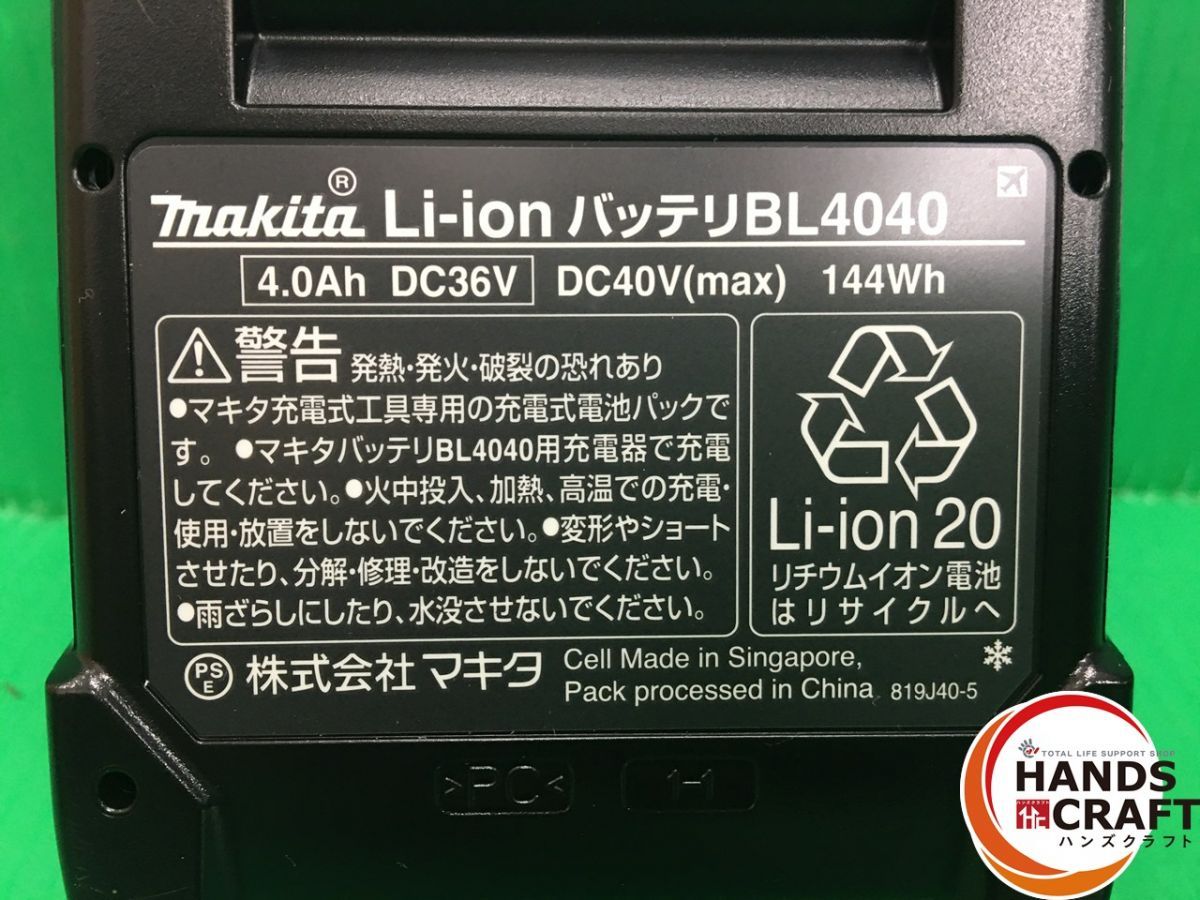 makita® Li-ion バッテリBL4040
4.0Ah DC36V DC40V(max) 144Wh
警告 発熱・発火・破裂の恐れあり
●マキタ充電式工具専用の充電式電池パックで
す。●マキタバッテリBL4040用充電器で充電
してください。●火中投入、加熱、高温での充電・
使用・放置をしないでください。●変形やショート
させたり、分解・修理・改造をしないでください。
●雨ざらしにしたり、水没させないでください。
Li-ion 20
リチウムイオン電池
はリサイクルへ
PS
E
株式会社 マキタ
Cell Made in Singapore,
Pack processed in China 819J40-5
>PC<
1-1
TOTAL LIFE SUPPORT SHOP
HANDS
CRAFT
ハンズクラフト
ハンズクラフト